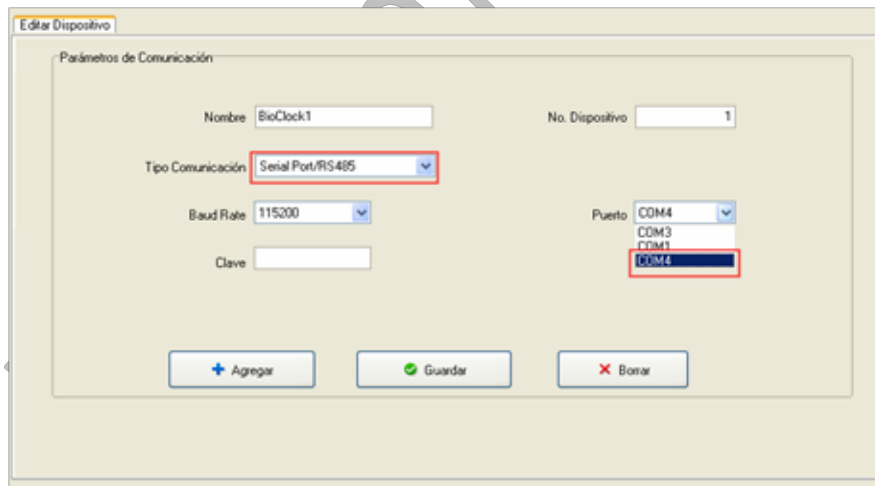 Editar Dispositivo
Parámetros de Comunicación
Nombre BioClock1 No. Dispositivo 1
Tipo Comunicación Serial Port/RS485
Baud Rate 115200 Puerto COM4
COM3
COM1
COM4
Clave
Agregar Guardar Borrar